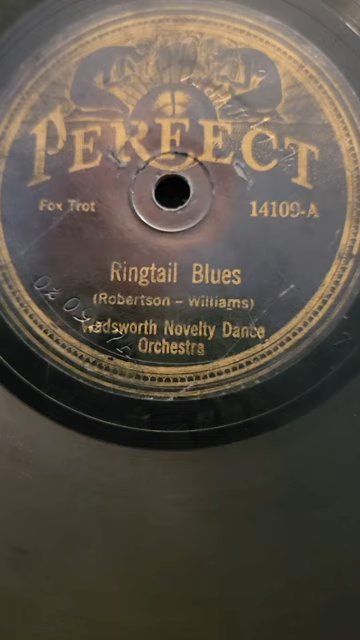 PERFECT
Fox Trot
14109-A
Ringtail Blues
(Robertson - Williams)
Wadsworth Novelty Dance
Orchestra